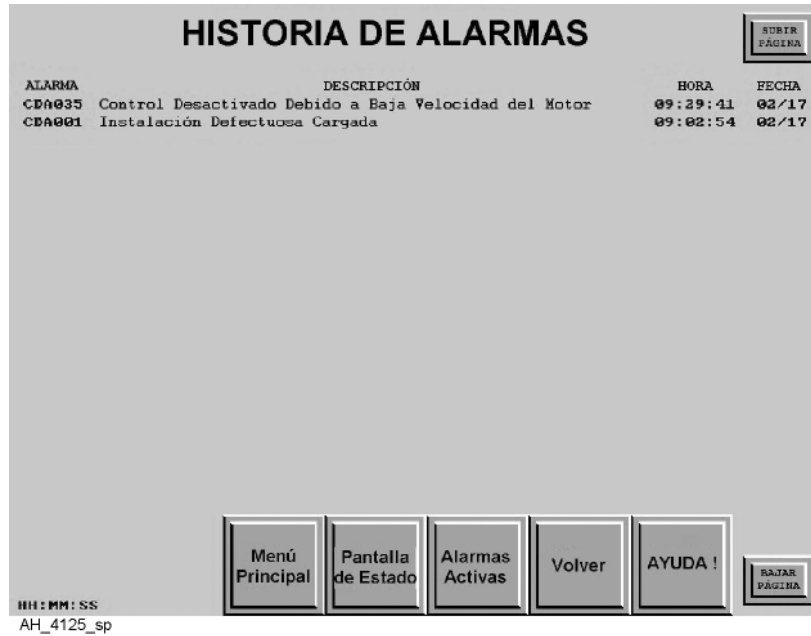 HISTORIA DE ALARMAS
SUBIR
PÁGINA
ALARMA DESCRIPCIÓN HORA FECHA
CDA035 Control Desactivado Debido a Baja Velocidad del Motor 09:29:41 02/17
CDA001 Instalación Defectuosa Cargada 09:02:54 02/17
Menú
Principal
Pantalla
de Estado
Alarmas
Activas
Volver
AYUDA !
BAJAR
PÁGINA
HH:MM:SS
AH_4125_sp